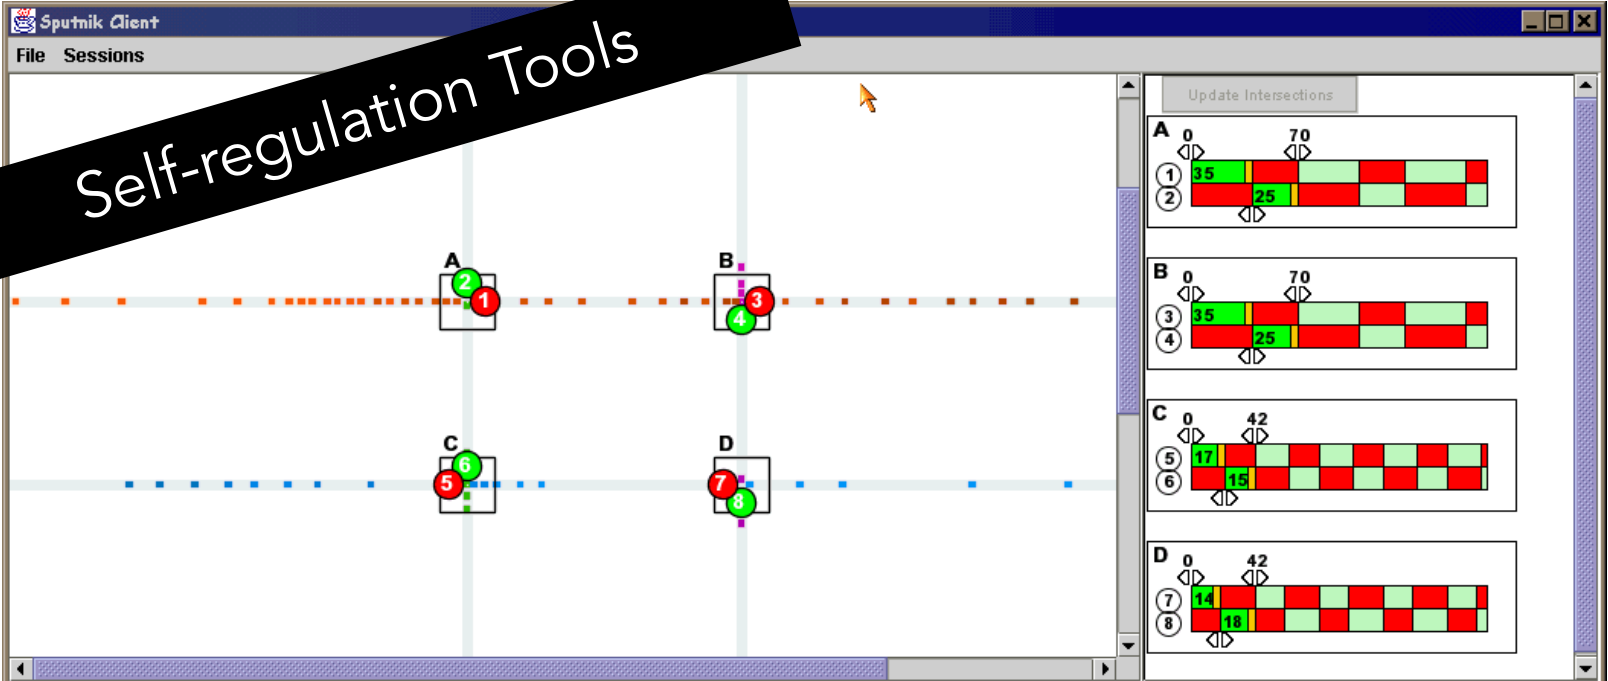 Sputnik Client
File Sessions
Self-regulation Tools
Update Intersections
A
0 70
1 35
2 25
B
0 70
3 35
4 25
C
0 42
5 17
6 15
D
0 42
7 14
8 18
A
2
1
B
3
4
C
6
5
D
7
8